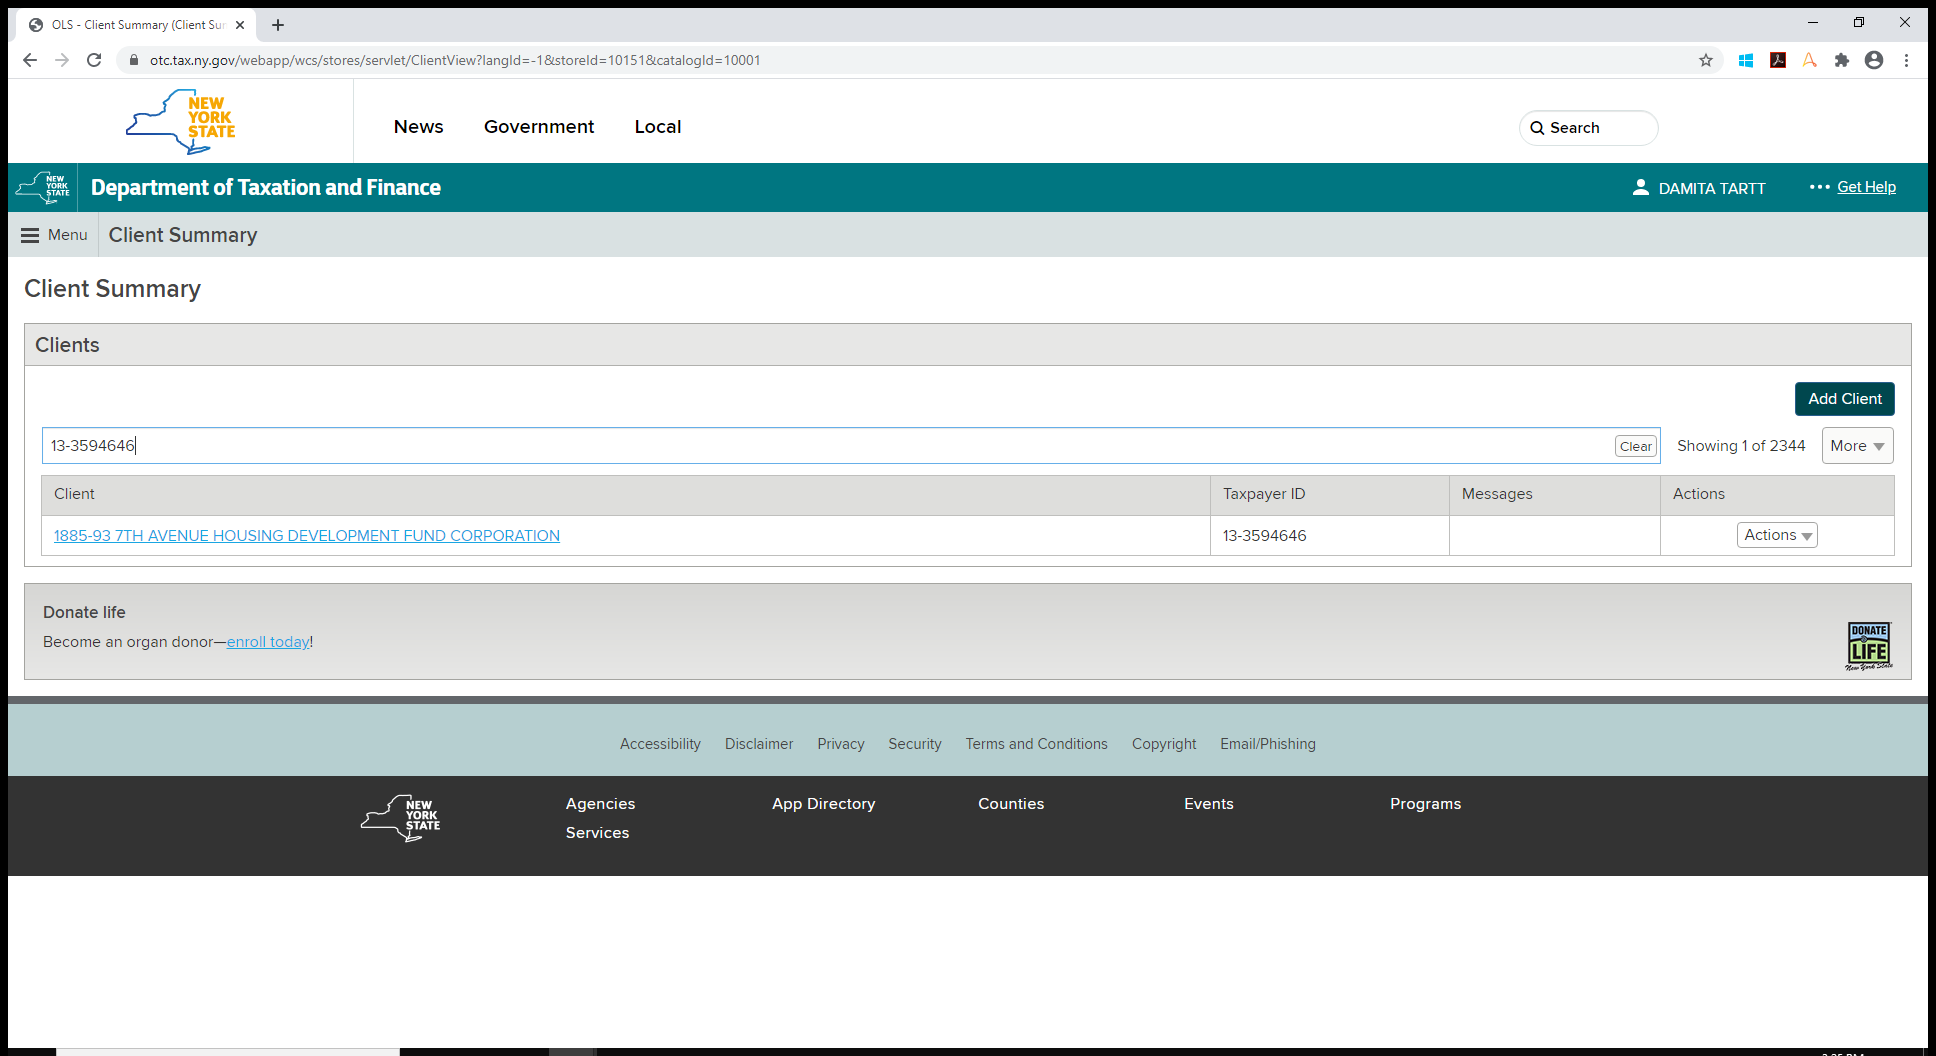 OLS - Client Summary (Client Su
otc.tax.ny.gov/webapp/wcs/stores/servlet/ClientView?langId=-1&storeId=10151&catalogId=10001
NEW
YORK
STATE
News Government Local
Search
NEW
YORK
STATE
Department of Taxation and Finance
DAMITA TARTT
Get Help
Menu
Client Summary
Client Summary
Clients
Add Client
13-3594646
Clear
Showing 1 of 2344
More
Client Taxpayer ID Messages Actions
1885-93 7TH AVENUE HOUSING DEVELOPMENT FUND CORPORATION 13-3594646 Actions
Donate life
Become an organ donor—enroll today!
DONATE
LIFE
New York State
Accessibility Disclaimer Privacy Security Terms and Conditions Copyright Email/Phishing
NEW
YORK
STATE
Agencies App Directory Counties Events Programs
Services